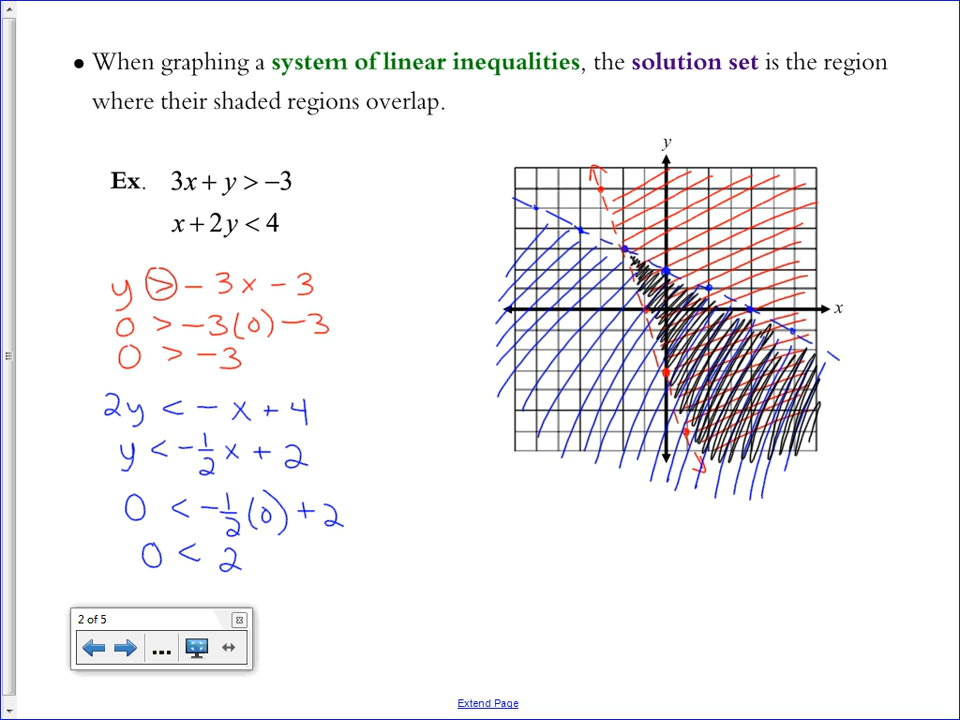 • When graphing a system of linear inequalities, the solution set is the region
where their shaded regions overlap.
Ex. 3x + y > −3
x + 2y < 4
y > − 3x − 3
0 > −3(0) − 3
0 > −3
2y < − x + 4
y < −1/2 x + 2
0 < −1/2 (0) + 2
0 < 2
y
x
2 of 5
...
Extend Page